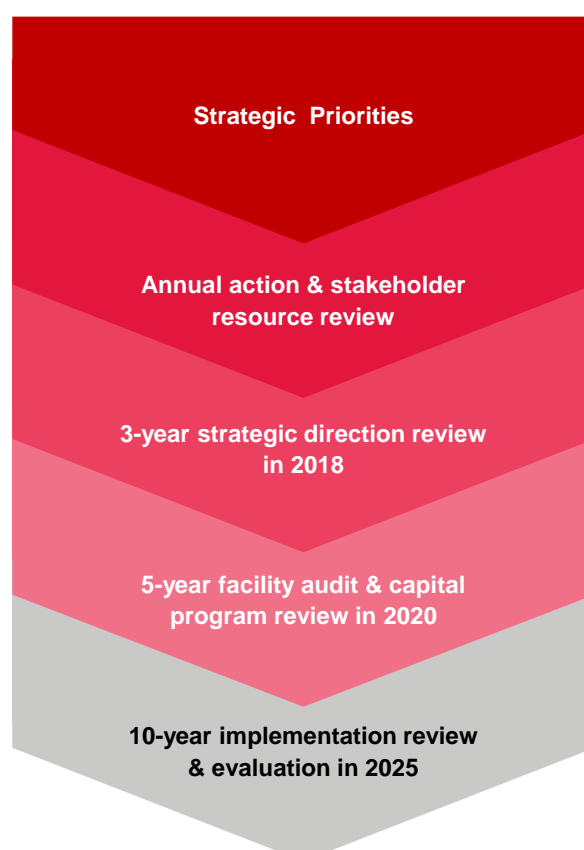 Strategic Priorities
Annual action & stakeholder
resource review
3-year strategic direction review
in 2018
5-year facility audit & capital
program review in 2020
10-year implementation review
& evaluation in 2025